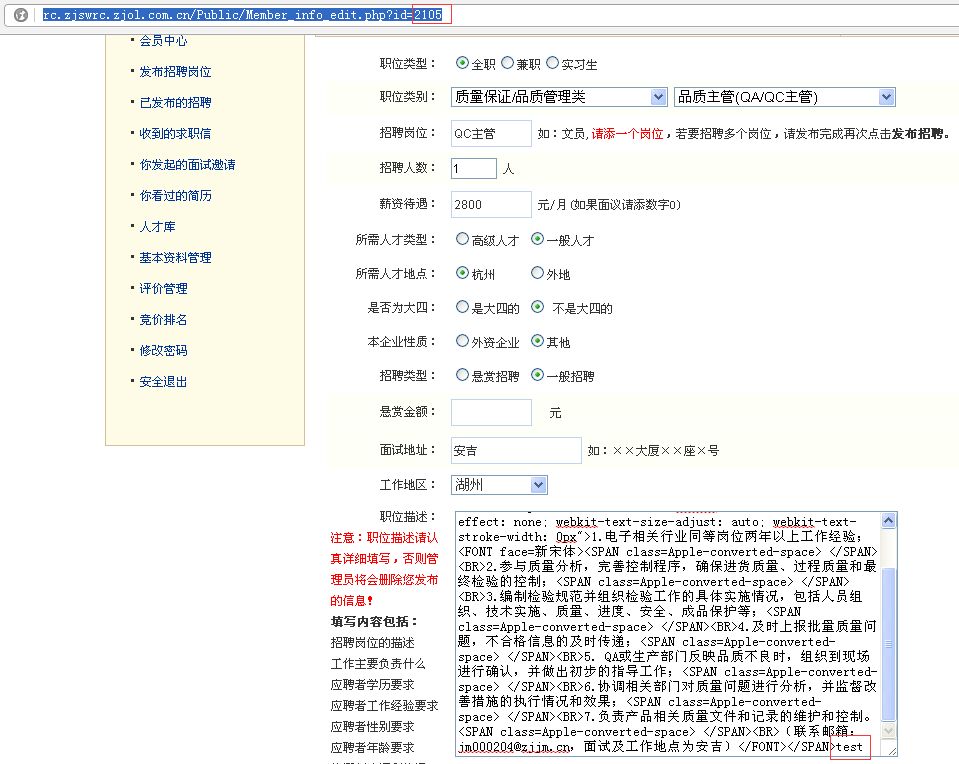 rc.zjswrc.zjol.com.cn/Public/Member_info_edit.php?id=2105
会员中心
发布招聘岗位
已发布的招聘
收到的求职信
你发起的面试邀请
你看过的简历
人才库
基本资料管理
评价管理
竞价排名
修改密码
安全退出
职位类型： 全职 兼职 实习生
职位类别： 质量保证/品质管理类 品质主管(QA/QC主管)
招聘岗位： QC主管 如：文员,请添一个岗位，若要招聘多个岗位，请发布完成再次点击发布招聘。
招聘人数： 1 人
薪资待遇： 2800 元/月(如果面议请添数字0)
所需人才类型： 高级人才 一般人才
所需人才地点： 杭州 外地
是否为大四： 是大四的 不是大四的
本企业性质： 外资企业 其他
招聘类型： 悬赏招聘 一般招聘
悬赏金额： 元
面试地址： 安吉 如：××大厦××座×号
工作地区： 湖州
职位描述：
注意：职位描述请认
真详细填写，否则管
理员将会删除您发布
的信息！
填写内容包括：
招聘岗位的描述
工作主要负责什么
应聘者学历要求
应聘者工作经验要求
应聘者性别要求
应聘者年龄要求
effect: none; webkit-text-size-adjust: auto; webkit-text-
stroke-width: 0px">1.电子相关行业同等岗位两年以上工作经验；
<FONT face=新宋体><SPAN class=Apple-converted-space> </SPAN>
<BR>2.参与质量分析，完善控制程序，确保进货质量、过程质量和最
终检验的控制；<SPAN class=Apple-converted-space> </SPAN>
<BR>3.编制检验规范并组织检验工作的具体实施情况，包括人员组
织、技术实施、质量、进度、安全、成品保护等；<SPAN
class=Apple-converted-space> </SPAN><BR>4.及时上报批量质量问
题，不合格信息的及时传递；<SPAN class=Apple-converted-
space> </SPAN><BR>5. QA或生产部门反映品质不良时，组织到现场
进行确认，并做出初步的指导工作；<SPAN class=Apple-converted-
space> </SPAN><BR>6.协调相关部门对质量问题进行分析，并监督改
善措施的执行情况和效果；<SPAN class=Apple-converted-
space> </SPAN><BR>7.负责产品相关质量文件和记录的维护和控制。
<SPAN class=Apple-converted-space> </SPAN><BR>（联系邮箱：
jm000204@zjjm.cn，面试及工作地点为安吉）</FONT></SPAN>test